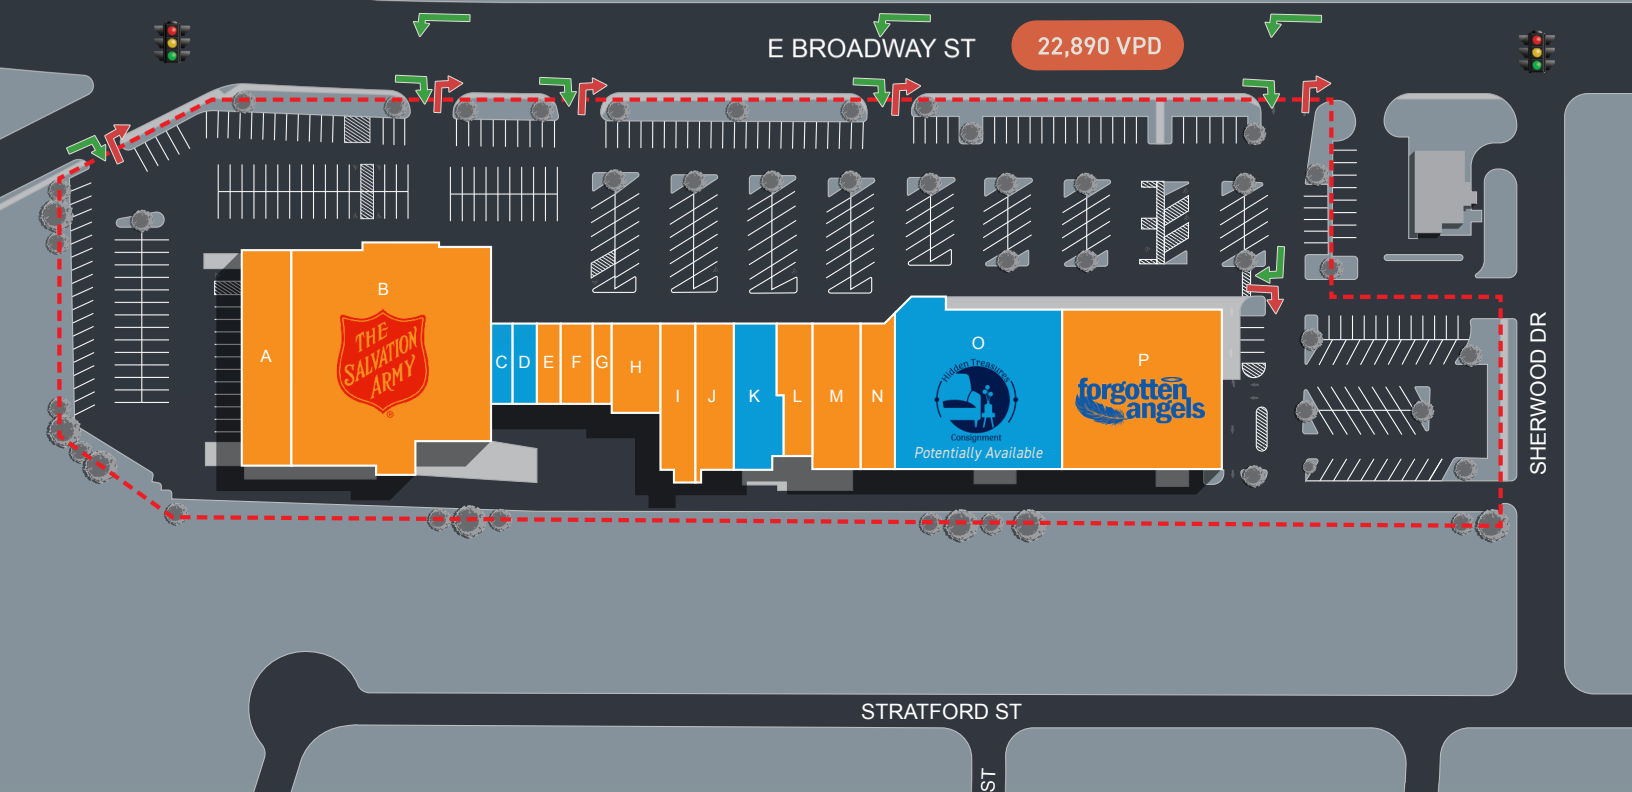 E BROADWAY ST
22,890 VPD
B
THE
SALVATION
ARMY
®
A
C
D
E
F
G
H
I
J
K
L
M
N
O
Hidden Treasures
Consignment
Potentially Available
P
forgotten
angels
SHERWOOD DR
STRATFORD ST
ST